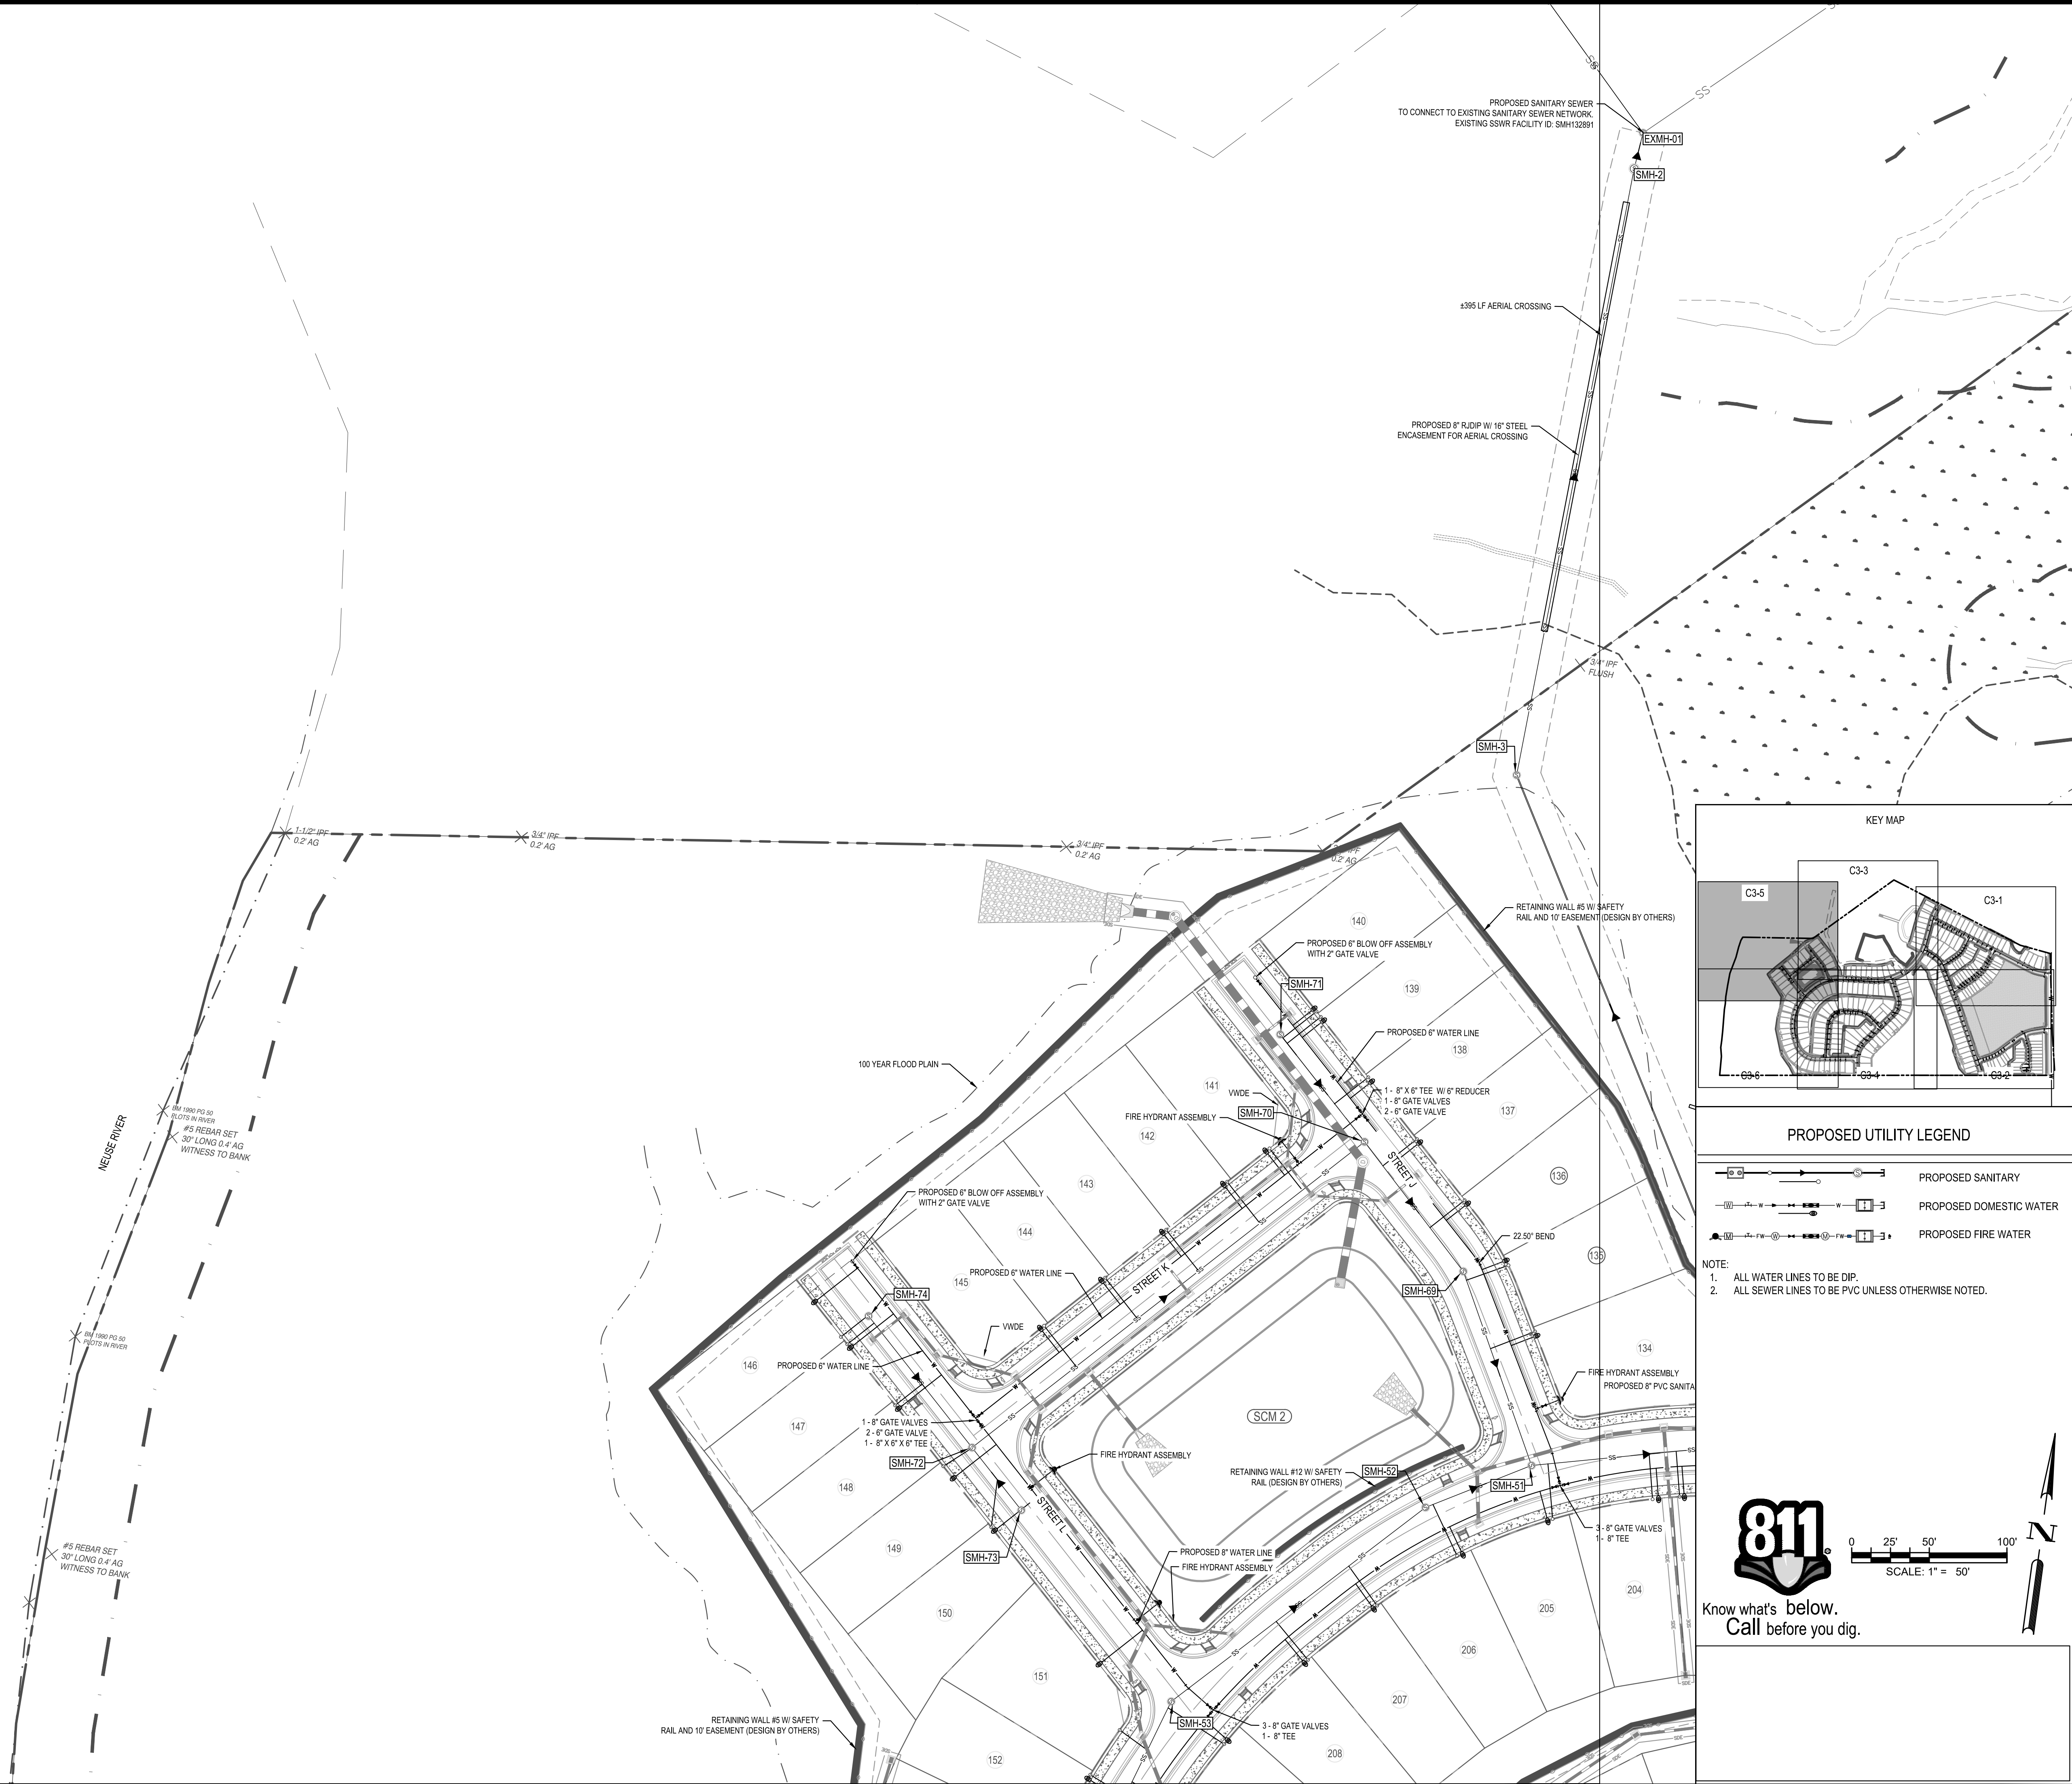 SS
SS
SS
PROPOSED SANITARY SEWER
TO CONNECT TO EXISTING SANITARY SEWER NETWORK.
EXISTING SSWR FACILITY ID: SMH132891
EXMH-01
SMH-2
±395 LF AERIAL CROSSING
PROPOSED 8" RJDIP W/ 16" STEEL
ENCASEMENT FOR AERIAL CROSSING
3/4" IPF
FLUSH
SMH-3
1-1/2" IPF
0.2' AG
3/4" IPF
0.2' AG
3/4" IPF
0.2' AG
IPF
0.2' AG
RETAINING WALL #5 W/ SAFETY
RAIL AND 10' EASEMENT (DESIGN BY OTHERS)
140
PROPOSED 6" BLOW OFF ASSEMBLY
WITH 2" GATE VALVE
SMH-71
139
PROPOSED 6" WATER LINE
138
100 YEAR FLOOD PLAIN
141
VWDE
1 - 8" X 6" TEE W/ 6" REDUCER
1 - 8" GATE VALVES
2 - 6" GATE VALVE
137
FIRE HYDRANT ASSEMBLY
SMH-70
142
BM 1990 PG 50
PLOTS IN RIVER
#5 REBAR SET
30" LONG 0.4' AG
WITNESS TO BANK
NEUSE RIVER
STREET J
136
143
PROPOSED 6" BLOW OFF ASSEMBLY
WITH 2" GATE VALVE
144
22.50° BEND
135
145
PROPOSED 6" WATER LINE
STREET K
SMH-74
SMH-69
VWDE
BM 1990 PG 50
PLOTS IN RIVER
146
PROPOSED 6" WATER LINE
134
FIRE HYDRANT ASSEMBLY
PROPOSED 8" PVC SANITA
147
1 - 8" GATE VALVES
2 - 6" GATE VALVE
1 - 8" X 6" X 6" TEE
SCM 2
FIRE HYDRANT ASSEMBLY
SMH-72
RETAINING WALL #12 W/ SAFETY
RAIL (DESIGN BY OTHERS)
SMH-52
SMH-51
148
STREET L
3 - 8" GATE VALVES
1 - 8" TEE
#5 REBAR SET
30" LONG 0.4' AG
WITNESS TO BANK
149
SMH-73
PROPOSED 8" WATER LINE
FIRE HYDRANT ASSEMBLY
204
205
150
206
151
207
RETAINING WALL #5 W/ SAFETY
RAIL AND 10' EASEMENT (DESIGN BY OTHERS)
SMH-53
3 - 8" GATE VALVES
1 - 8" TEE
152
208
KEY MAP
C3-3
C3-5
C3-1
C3-6
C3-4
C3-2
PROPOSED UTILITY LEGEND
PROPOSED SANITARY
PROPOSED DOMESTIC WATER
PROPOSED FIRE WATER
NOTE:
1. ALL WATER LINES TO BE DIP.
2. ALL SEWER LINES TO BE PVC UNLESS OTHERWISE NOTED.
811
0 25' 50' 100'
SCALE: 1" = 50'
N
Know what's below.
Call before you dig.